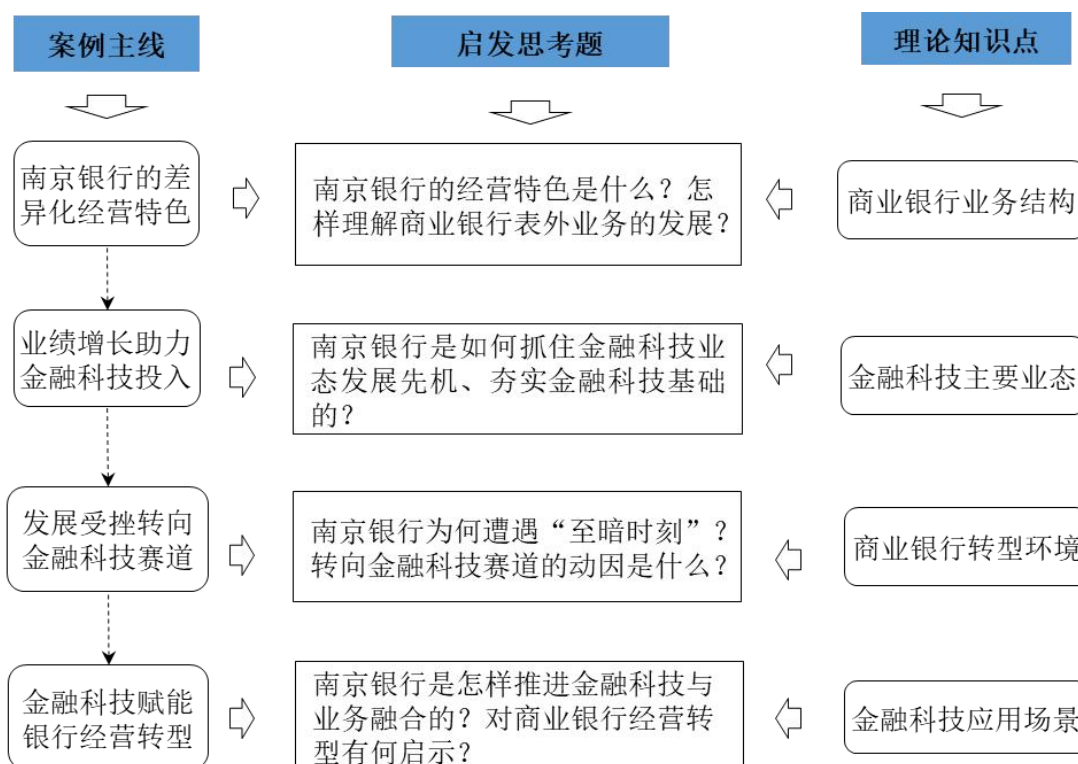 案例主线
启发思考题
理论知识点
南京银行的差
异化经营特色
南京银行的经营特色是什么？怎
样理解商业银行表外业务的发展？
商业银行业务结构
业绩增长助力
金融科技投入
南京银行是如何抓住金融科技业
态发展先机、夯实金融科技基础
的？
金融科技主要业态
发展受挫转向
金融科技赛道
南京银行为何遭遇“至暗时刻”？
转向金融科技赛道的动因是什么？
商业银行转型环境
金融科技赋能
银行经营转型
南京银行是怎样推进金融科技与
业务融合的？对商业银行经营转
型有何启示？
金融科技应用场景